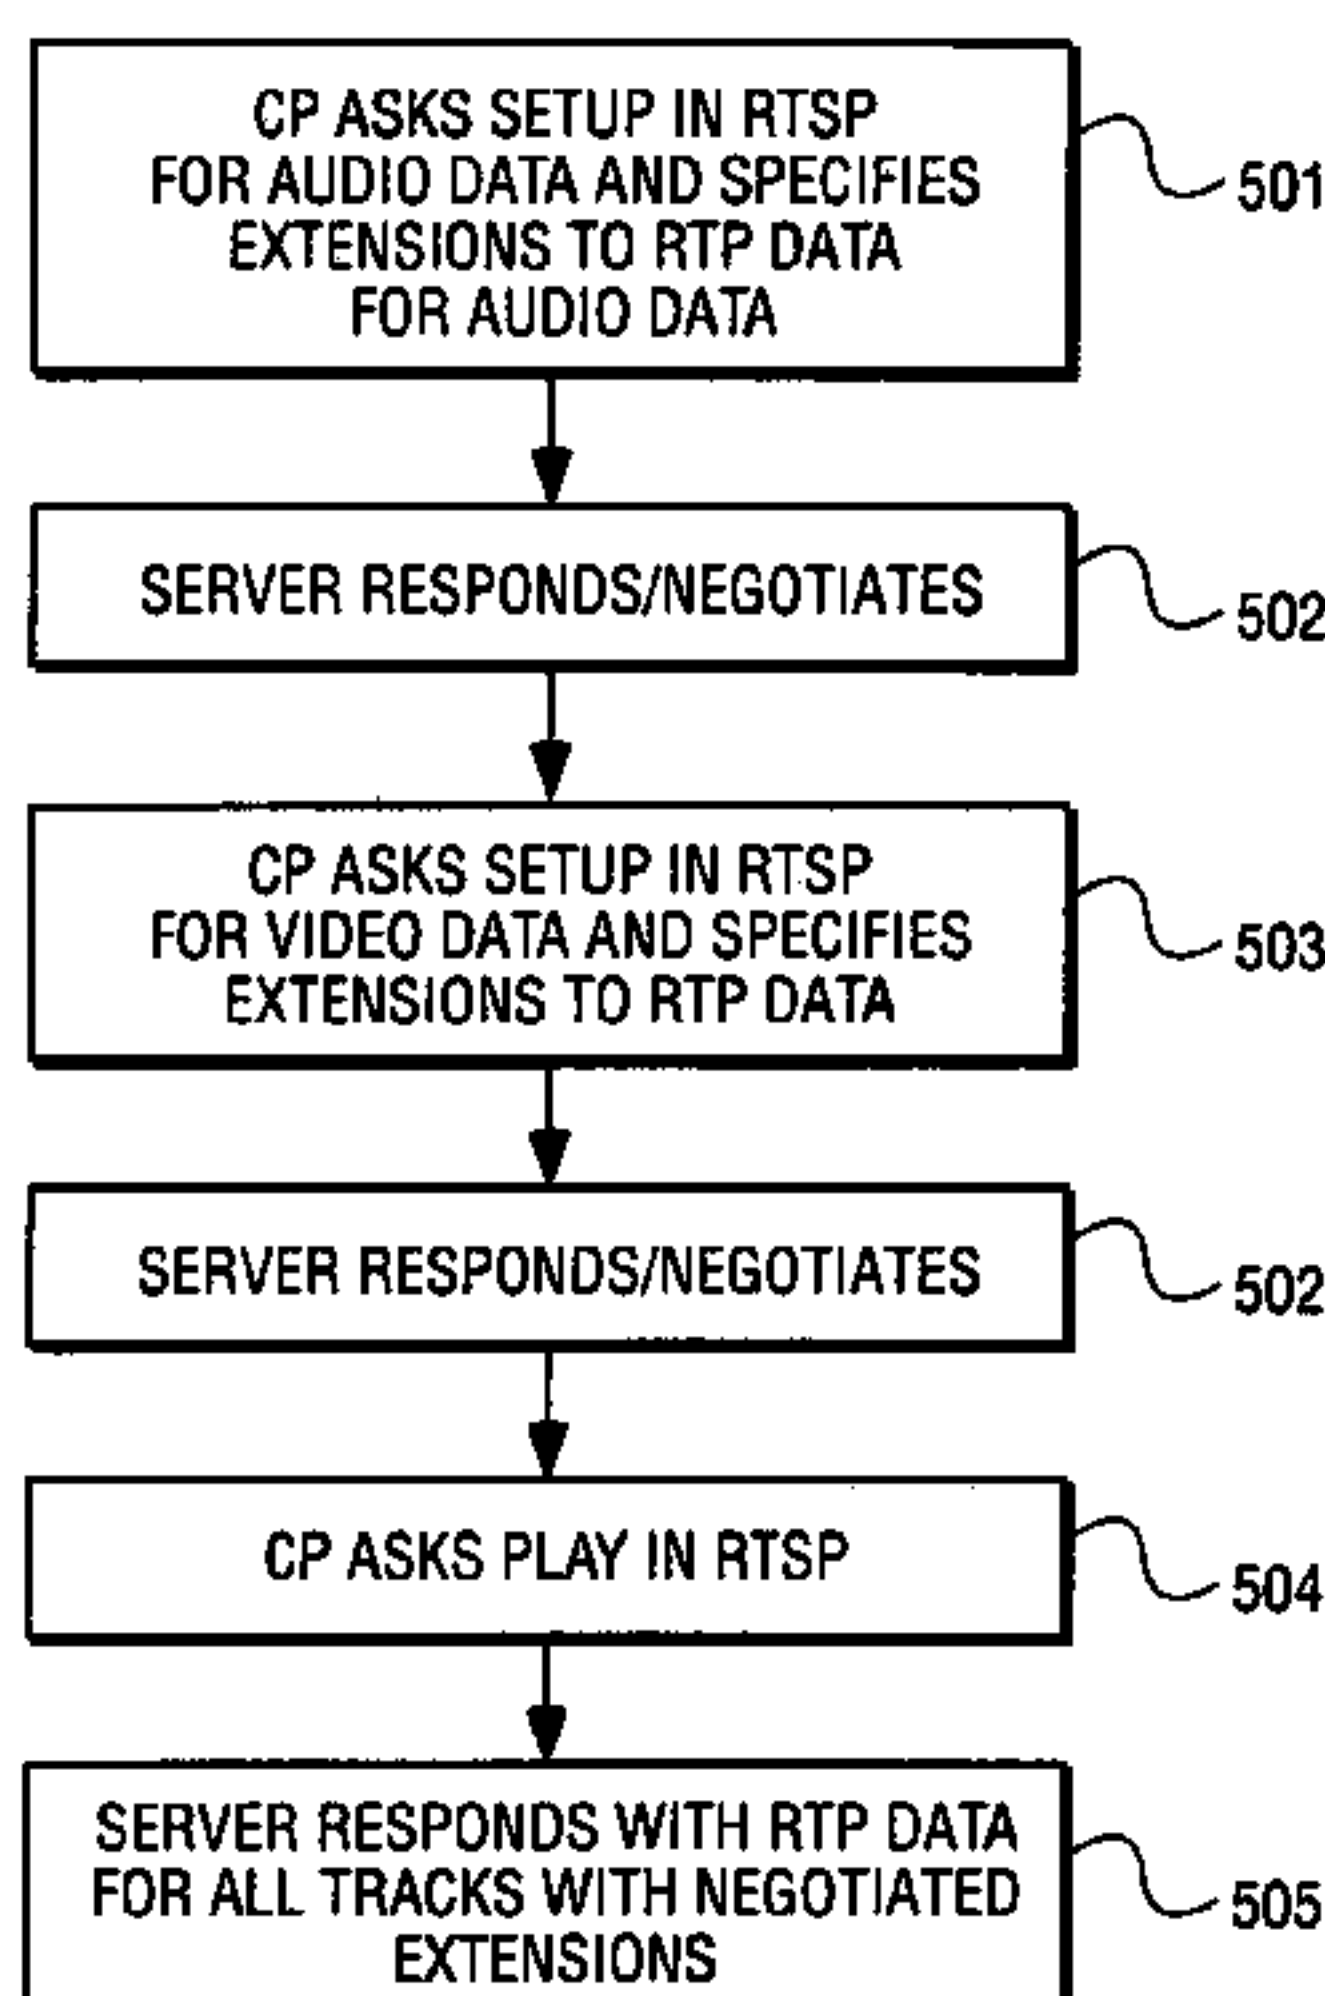 CP ASKS SETUP IN RTSP
FOR AUDIO DATA AND SPECIFIES
EXTENSIONS TO RTP DATA
FOR AUDIO DATA
501
SERVER RESPONDS/NEGOTIATES
502
CP ASKS SETUP IN RTSP
FOR VIDEO DATA AND SPECIFIES
EXTENSIONS TO RTP DATA
503
SERVER RESPONDS/NEGOTIATES
502
CP ASKS PLAY IN RTSP
504
SERVER RESPONDS WITH RTP DATA
FOR ALL TRACKS WITH NEGOTIATED
EXTENSIONS
505